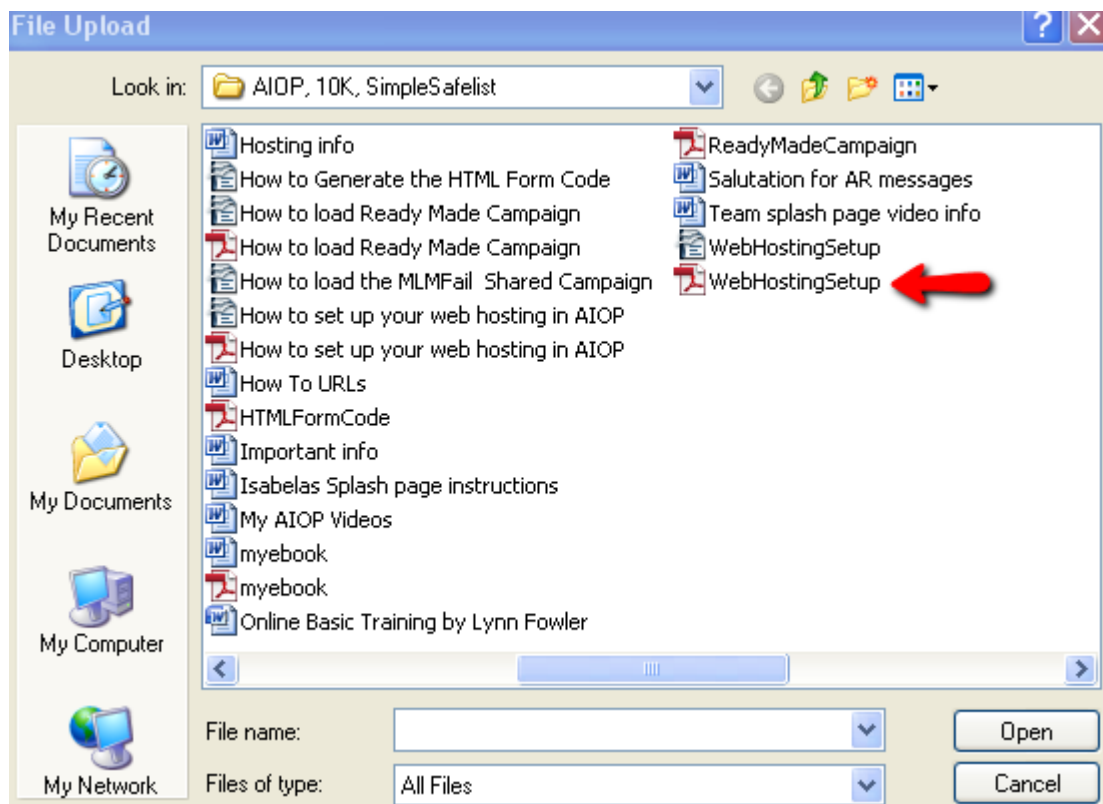 File Upload
Look in:
AIOP, 10K, SimpleSafelist
My Recent
Documents
Desktop
My Documents
My Computer
My Network
Hosting info
How to Generate the HTML Form Code
How to load Ready Made Campaign
How to load Ready Made Campaign
How to load the MLMFail  Shared Campaign
How to set up your web hosting in AIOP
How to set up your web hosting in AIOP
How To URLs
HTMLFormCode
Important info
Isabelas Splash page instructions
My AIOP Videos
myebook
myebook
Online Basic Training by Lynn Fowler
ReadyMadeCampaign
Salutation for AR messages
Team splash page video info
WebHostingSetup
WebHostingSetup
File name:
Open
Files of type:
All Files
Cancel